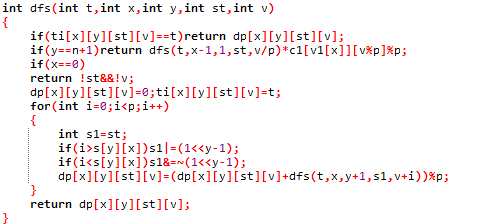 int dfs(int t,int x,int y,int st,int v)
{
if(ti[x][y][st][v]==t)return dp[x][y][st][v];
if(y==n+1)return dfs(t,x-1,1,st,v/p)*c1[v1[x]][v%p]%p;
if(x==0)
return !st&&!v;
dp[x][y][st][v]=0;ti[x][y][st][v]=t;
for(int i=0;i<p;i++)
{
int s1=st;
if(i>s[y][x])s1|=(1<<y-1);
if(i<s[y][x])s1&=~(1<<y-1);
dp[x][y][st][v]=(dp[x][y][st][v]+dfs(t,x,y+1,s1,v+i))%p;
}
return dp[x][y][st][v];
}